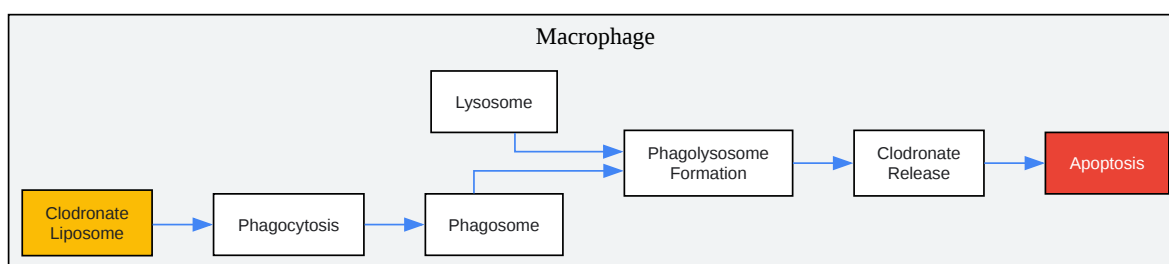 Macrophage
Lysosome
Phagolysosome
Formation
Clodronate
Release
Apoptosis
Clodronate
Liposome
Phagocytosis
Phagosome